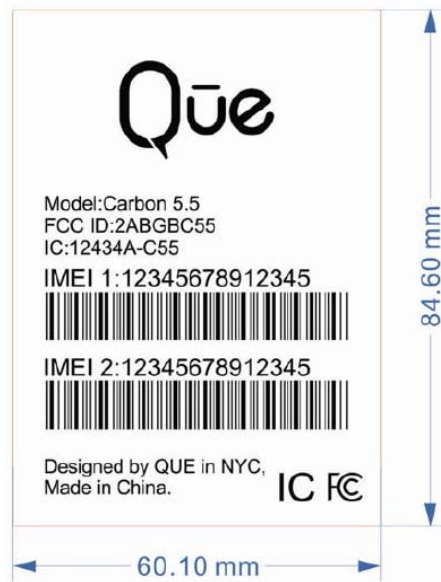 Qūe
Model:Carbon 5.5
FCC ID:2ABGBC55
IC:12434A-C55
IMEI 1:12345678912345
IMEI 2:12345678912345
Designed by QUE in NYC,
Made in China.
IC FC
84.60 mm
60.10 mm